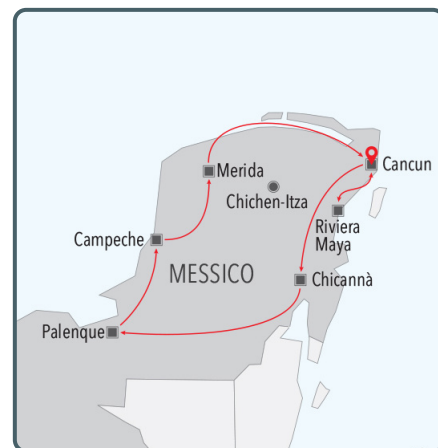 Merida
Cancun
Chichen-Itza
Riviera
Maya
Campeche
MESSICO
Chicannà
Palenque